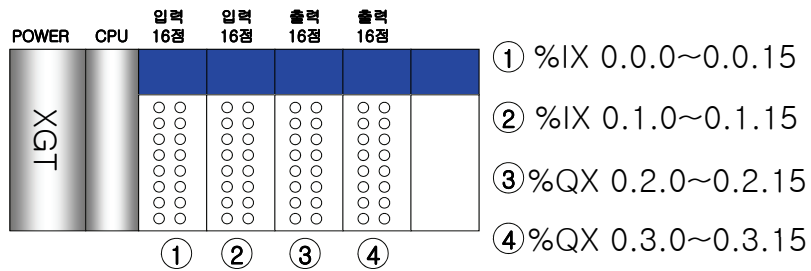 POWER CPU 입력 입력 출력 출력
16점 16점 16점 16점
XGT
① ② ③ ④
① %IX 0.0.0~0.0.15
② %IX 0.1.0~0.1.15
③ %QX 0.2.0~0.2.15
④ %QX 0.3.0~0.3.15